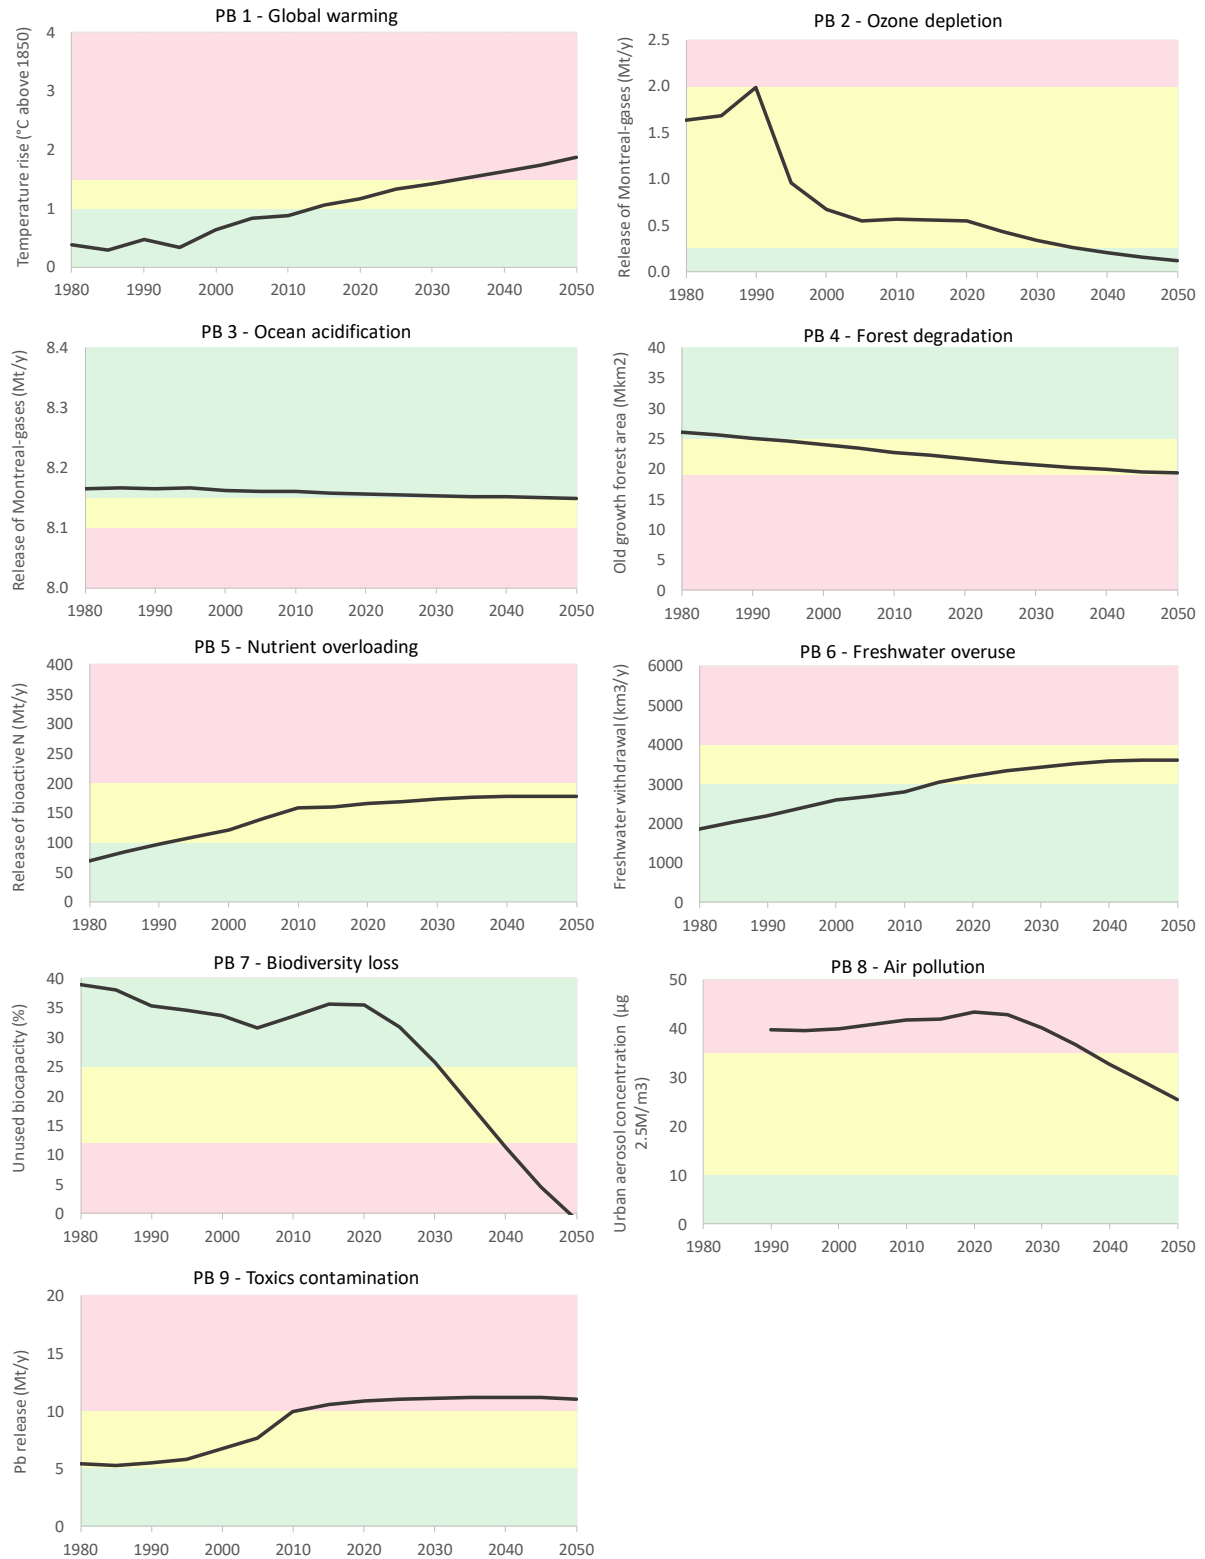 PB 1 - Global warming
Temperature rise (°C above 1850)
4
3
2
1
0
1980 1990 2000 2010 2020 2030 2040 2050
PB 2 - Ozone depletion
Release of Montreal-gases (Mt/y)
2.5
2.0
1.5
1.0
0.5
0.0
1980 1990 2000 2010 2020 2030 2040 2050
PB 3 - Ocean acidification
Release of Montreal-gases (Mt/y)
8.4
8.3
8.2
8.1
8.0
1980 1990 2000 2010 2020 2030 2040 2050
PB 4 - Forest degradation
Old growth forest area (Mkm2)
40
35
30
25
20
15
10
5
0
1980 1990 2000 2010 2020 2030 2040 2050
PB 5 - Nutrient overloading
Release of bioactive N (Mt/y)
400
350
300
250
200
150
100
50
0
1980 1990 2000 2010 2020 2030 2040 2050
PB 6 - Freshwater overuse
Freshwater withdrawal (km3/y)
6000
5000
4000
3000
2000
1000
0
1980 1990 2000 2010 2020 2030 2040 2050
PB 7 - Biodiversity loss
Unused biocapacity (%)
40
35
30
25
20
15
10
5
0
1980 1990 2000 2010 2020 2030 2040 2050
PB 8 - Air pollution
Urban aerosol concentration (µg
2.5M/m3)
50
40
30
20
10
0
1980 1990 2000 2010 2020 2030 2040 2050
PB 9 - Toxics contamination
Pb release (Mt/y)
20
15
10
5
0
1980 1990 2000 2010 2020 2030 2040 2050